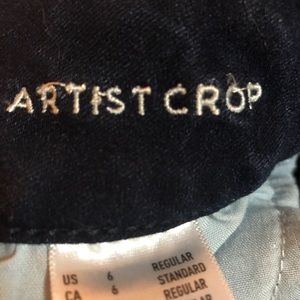 ARTIST CROP
US 6 REGULAR
STANDARD
CA 6 REGULAR